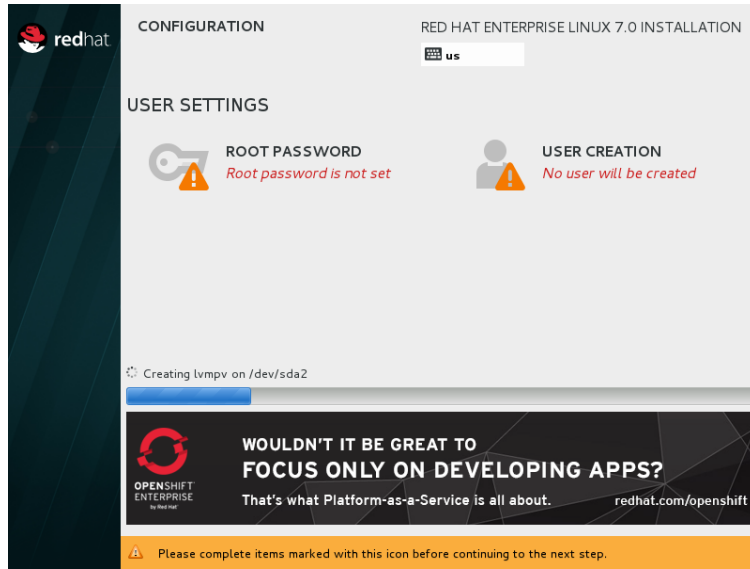 redhat.
CONFIGURATION
RED HAT ENTERPRISE LINUX 7.0 INSTALLATION
us
USER SETTINGS
ROOT PASSWORD
Root password is not set
USER CREATION
No user will be created
Creating lvmpv on /dev/sda2
OPENSHIFT
ENTERPRISE
by Red Hat®
WOULDN'T IT BE GREAT TO
FOCUS ONLY ON DEVELOPING APPS?
That's what Platform-as-a-Service is all about.
redhat.com/openshift
Please complete items marked with this icon before continuing to the next step.